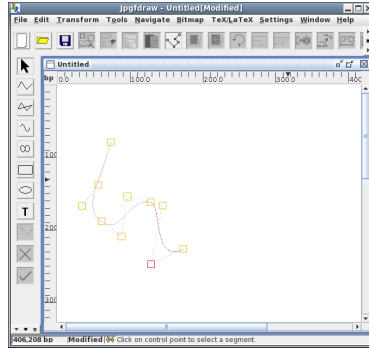 Jpgfdraw - Untitled[Modified]
File Edit Transform Tools Navigate Bitmap TeX/LaTeX Settings Window Help
Untitled
bp 0.0 100.0 200.0 300.0 400
100
200
300
T
406,208 bp Modified Click on control point to select a segment.